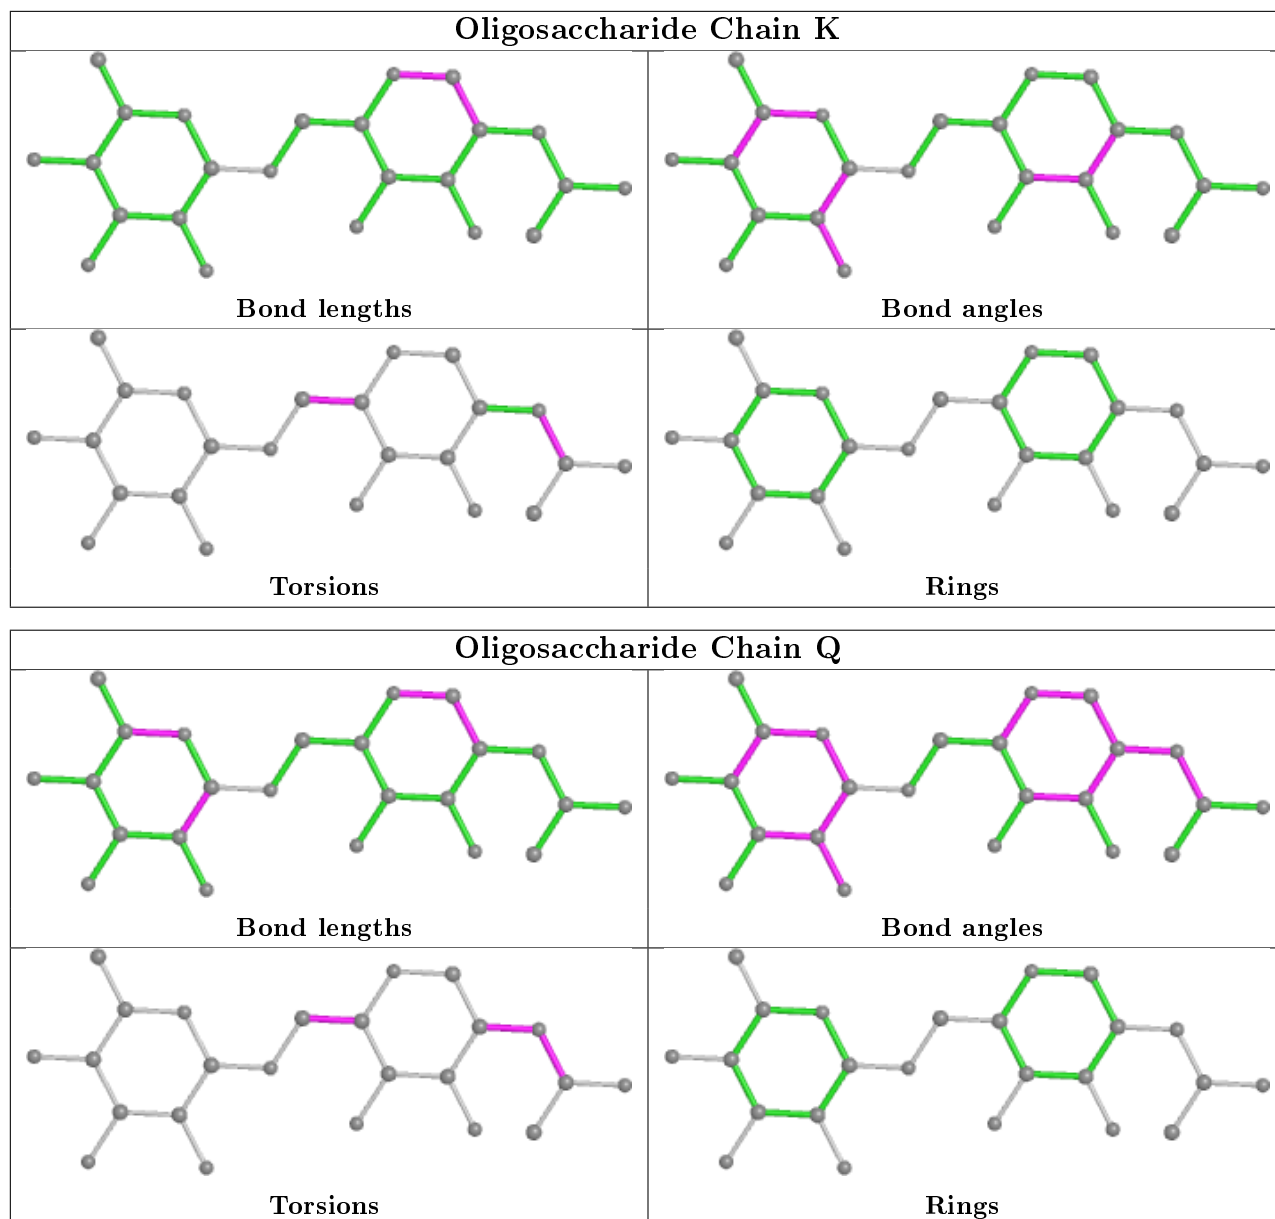 Oligosaccharide Chain K
Bond lengths
Bond angles
Torsions
Rings
Oligosaccharide Chain Q
Bond lengths
Bond angles
Torsions
Rings